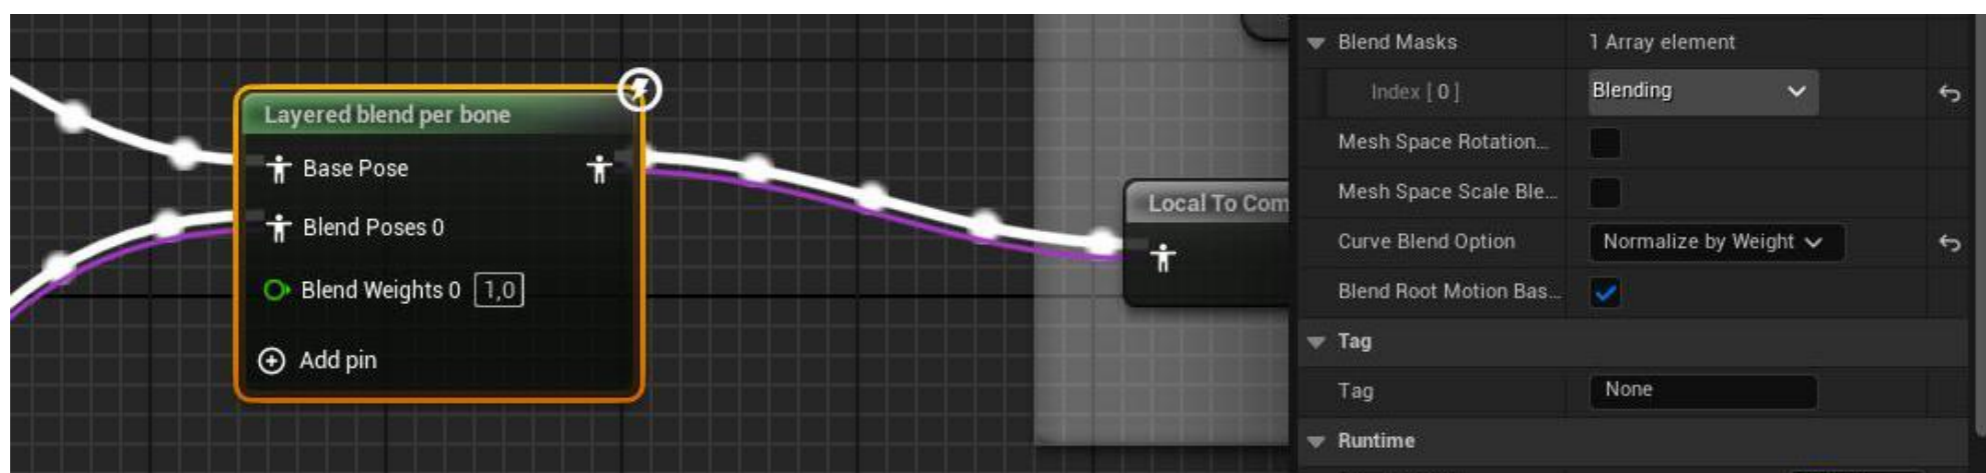 Layered blend per bone
Base Pose
Blend Poses 0
Blend Weights 0 1,0
Add pin
Local To Com
Blend Masks 1 Array element
Index [ 0 ] Blending
Mesh Space Rotation...
Mesh Space Scale Ble...
Curve Blend Option Normalize by Weight
Blend Root Motion Bas...
Tag
Tag None
Runtime